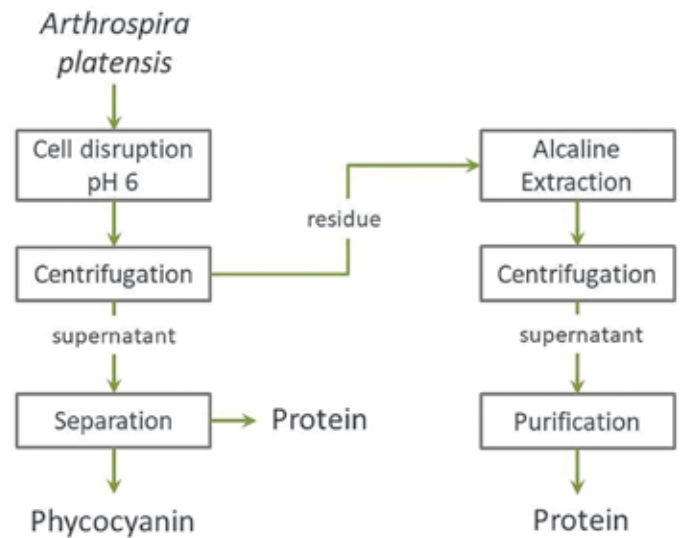 Arthrospira
platensis
Cell disruption
pH 6
Centrifugation
supernatant
Separation
Protein
Phycocyanin
residue
Alcaline
Extraction
Centrifugation
supernatant
Purification
Protein